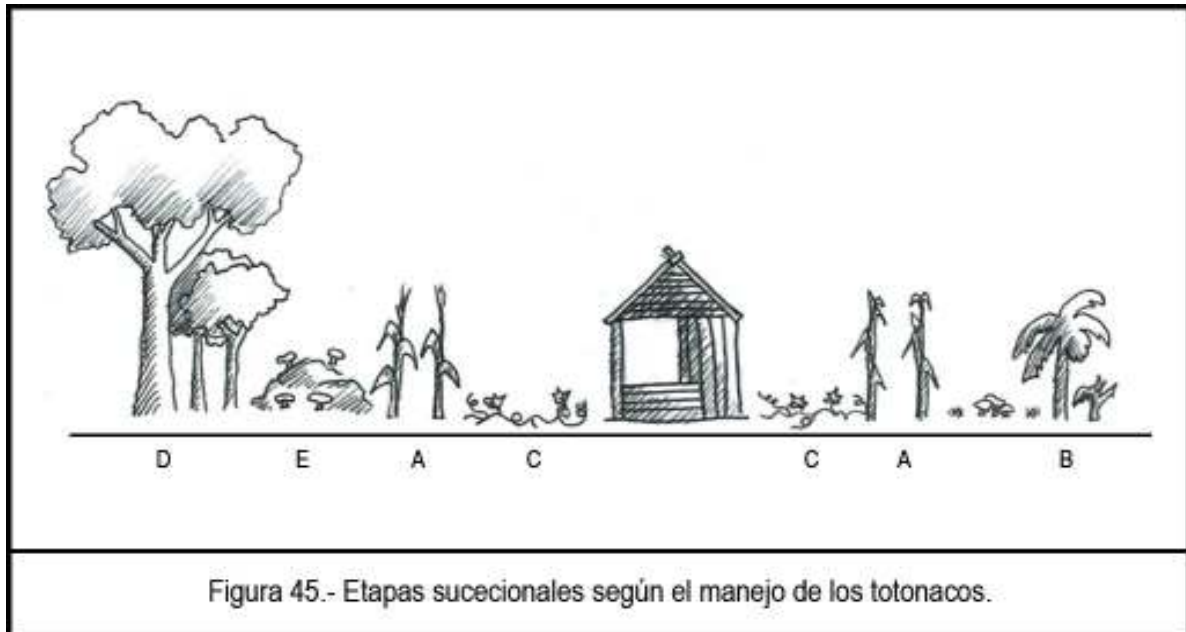 D E A C C A B
Figura 45.- Etapas sucecionales según el manejo de los totonacos.